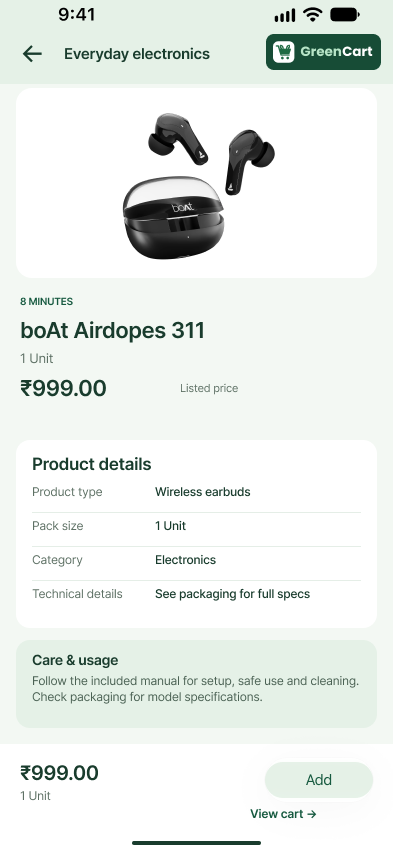 9:41
Everyday electronics
GreenCart
boAt
8 MINUTES
boAt Airdopes 311
1 Unit
₹999.00 Listed price
Product details
Product type Wireless earbuds
Pack size 1 Unit
Category Electronics
Technical details See packaging for full specs
Care & usage
Follow the included manual for setup, safe use and cleaning.
Check packaging for model specifications.
₹999.00
1 Unit
Add
View cart →